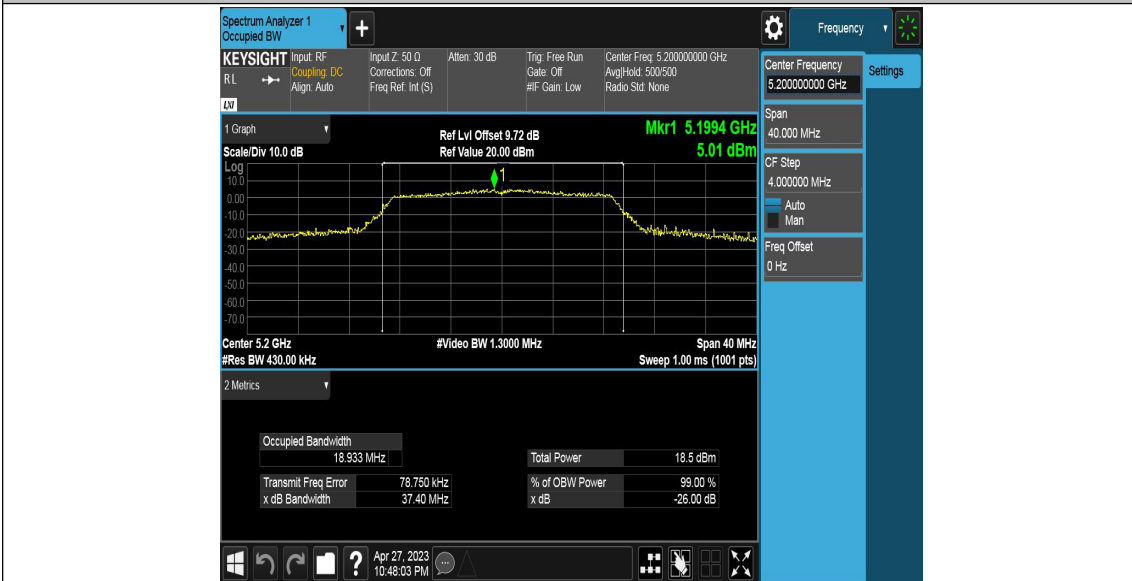 Spectrum Analyzer 1
Occupied BW
+
Frequency
KEYSIGHT
R L
LXI
Input: RF
Coupling: DC
Align: Auto
Input Z: 50 Ω
Corrections: Off
Freq Ref: Int (S)
Atten: 30 dB
Trig: Free Run
Gate: Off
#IF Gain: Low
Center Freq: 5.200000000 GHz
Avg|Hold: 500/500
Radio Std: None
Center Frequency
5.200000000 GHz
Settings
Span
40.000 MHz
CF Step
4.000000 MHz
Auto
Man
Freq Offset
0 Hz
1 Graph
Scale/Div 10.0 dB
Ref Lvl Offset 9.72 dB
Ref Value 20.00 dBm
Mkr1 5.1994 GHz
5.01 dBm
Log
10.0
0.00
-10.0
-20.0
-30.0
-40.0
-50.0
-60.0
-70.0
1
Center 5.2 GHz
#Video BW 1.3000 MHz
Span 40 MHz
#Res BW 430.00 kHz
Sweep 1.00 ms (1001 pts)
2 Metrics
Occupied Bandwidth
18.933 MHz
Total Power 18.5 dBm
Transmit Freq Error 78.750 kHz
% of OBW Power 99.00 %
x dB Bandwidth 37.40 MHz
x dB -26.00 dB
?
Apr 27, 2023
10:48:03 PM